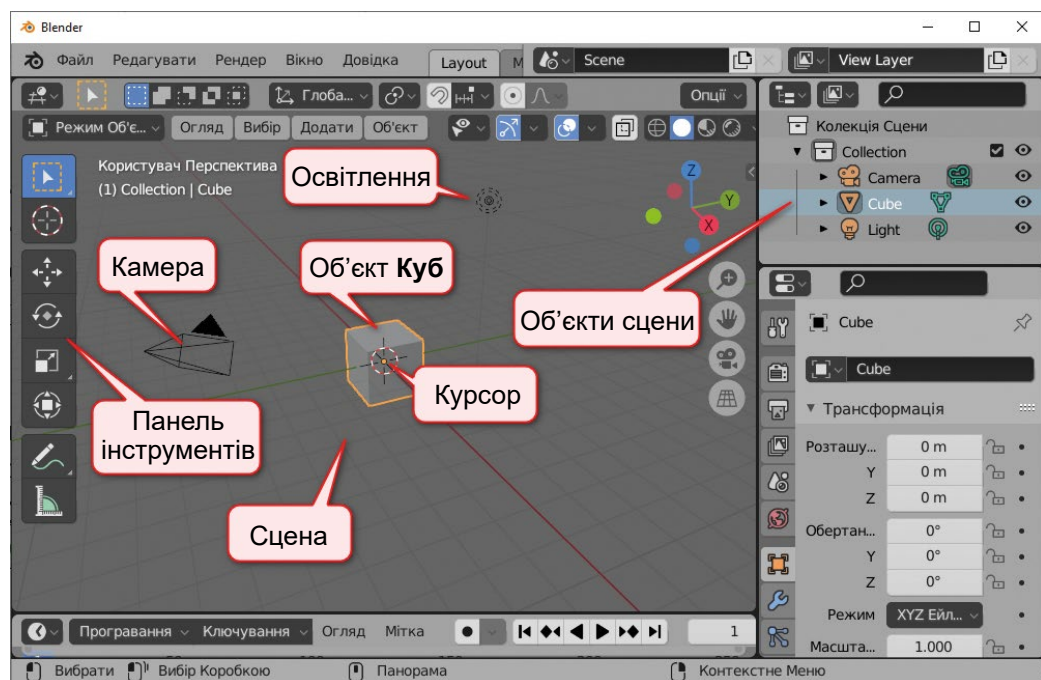 Blender
Файл Редагувати Рендер Вікно Довідка Layout M Scene View Layer
Глоба... Опції
Режим Об'є... Огляд Вибір Додати Об'єкт
Користувач Перспектива
(1) Collection | Cube
Освітлення
Z
Y
X
Камера
Об’єкт Куб
Об’єкти сцени
Курсор
Панель
інструментів
Сцена
Колекція Сцени
Collection
Camera
Cube
Light
Cube
Cube
Трансформація
Розташу... 0 m
Y 0 m
Z 0 m
Обертан... 0°
Y 0°
Z 0°
Режим XYZ Ейл...
Масшта... 1.000
Програвання Ключування Огляд Мітка 1
Вибрати Вибір Коробкою Панорама Контекстне Меню